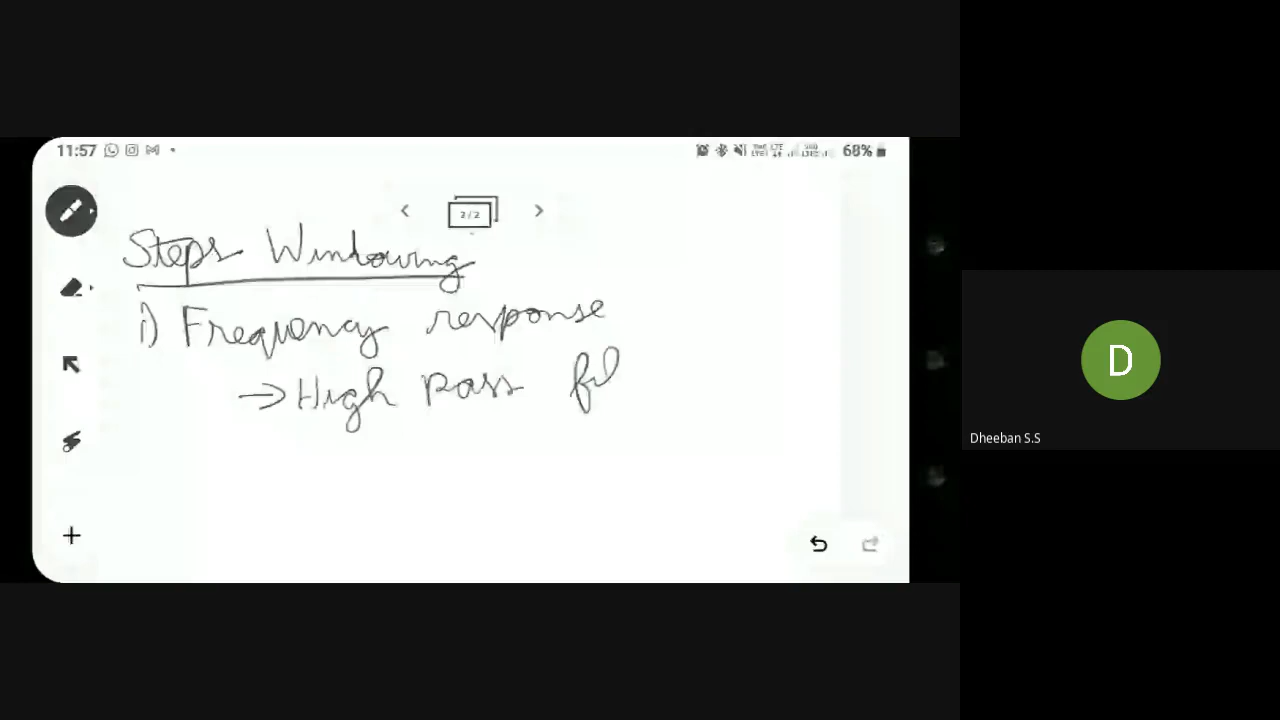 11:57 68%
2/2
Steps Windowing
i) Frequency response
→ High pass fil
D
Dheeban S.S